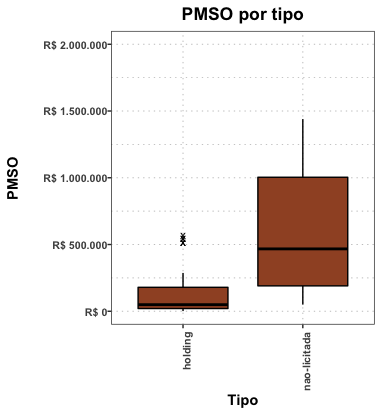 PMSO por tipo
PMSO
R$ 2.000.000
R$ 1.500.000
R$ 1.000.000
R$ 500.000
R$ 0
holding
nao-licitada
Tipo